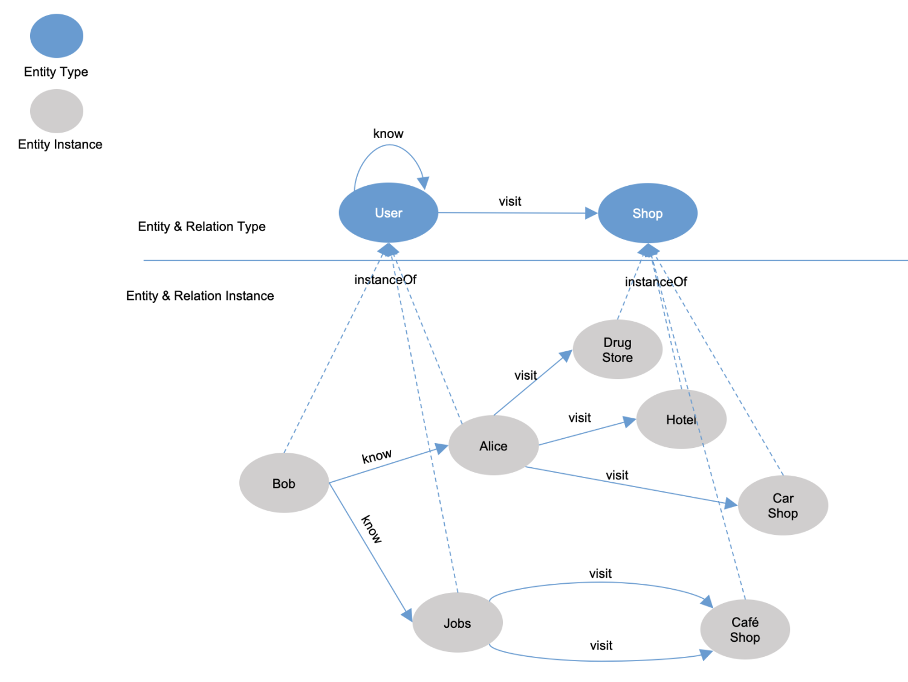 Entity Type
Entity Instance
know
User
visit
Shop
Entity & Relation Type
instanceOf
instanceOf
Entity & Relation Instance
Drug
Store
visit
visit
Hotel
Alice
know
visit
Bob
Car
Shop
know
visit
Jobs
Café
Shop
visit